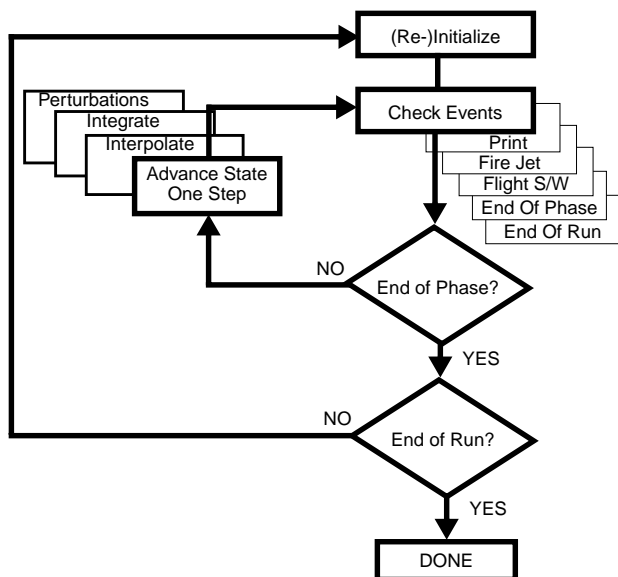 (Re-)Initialize
Perturbations
Integrate
Interpolate
Advance State
One Step
Check Events
Print
Fire Jet
Flight S/W
End Of Phase
End Of Run
NO
End of Phase?
YES
NO
End of Run?
YES
DONE